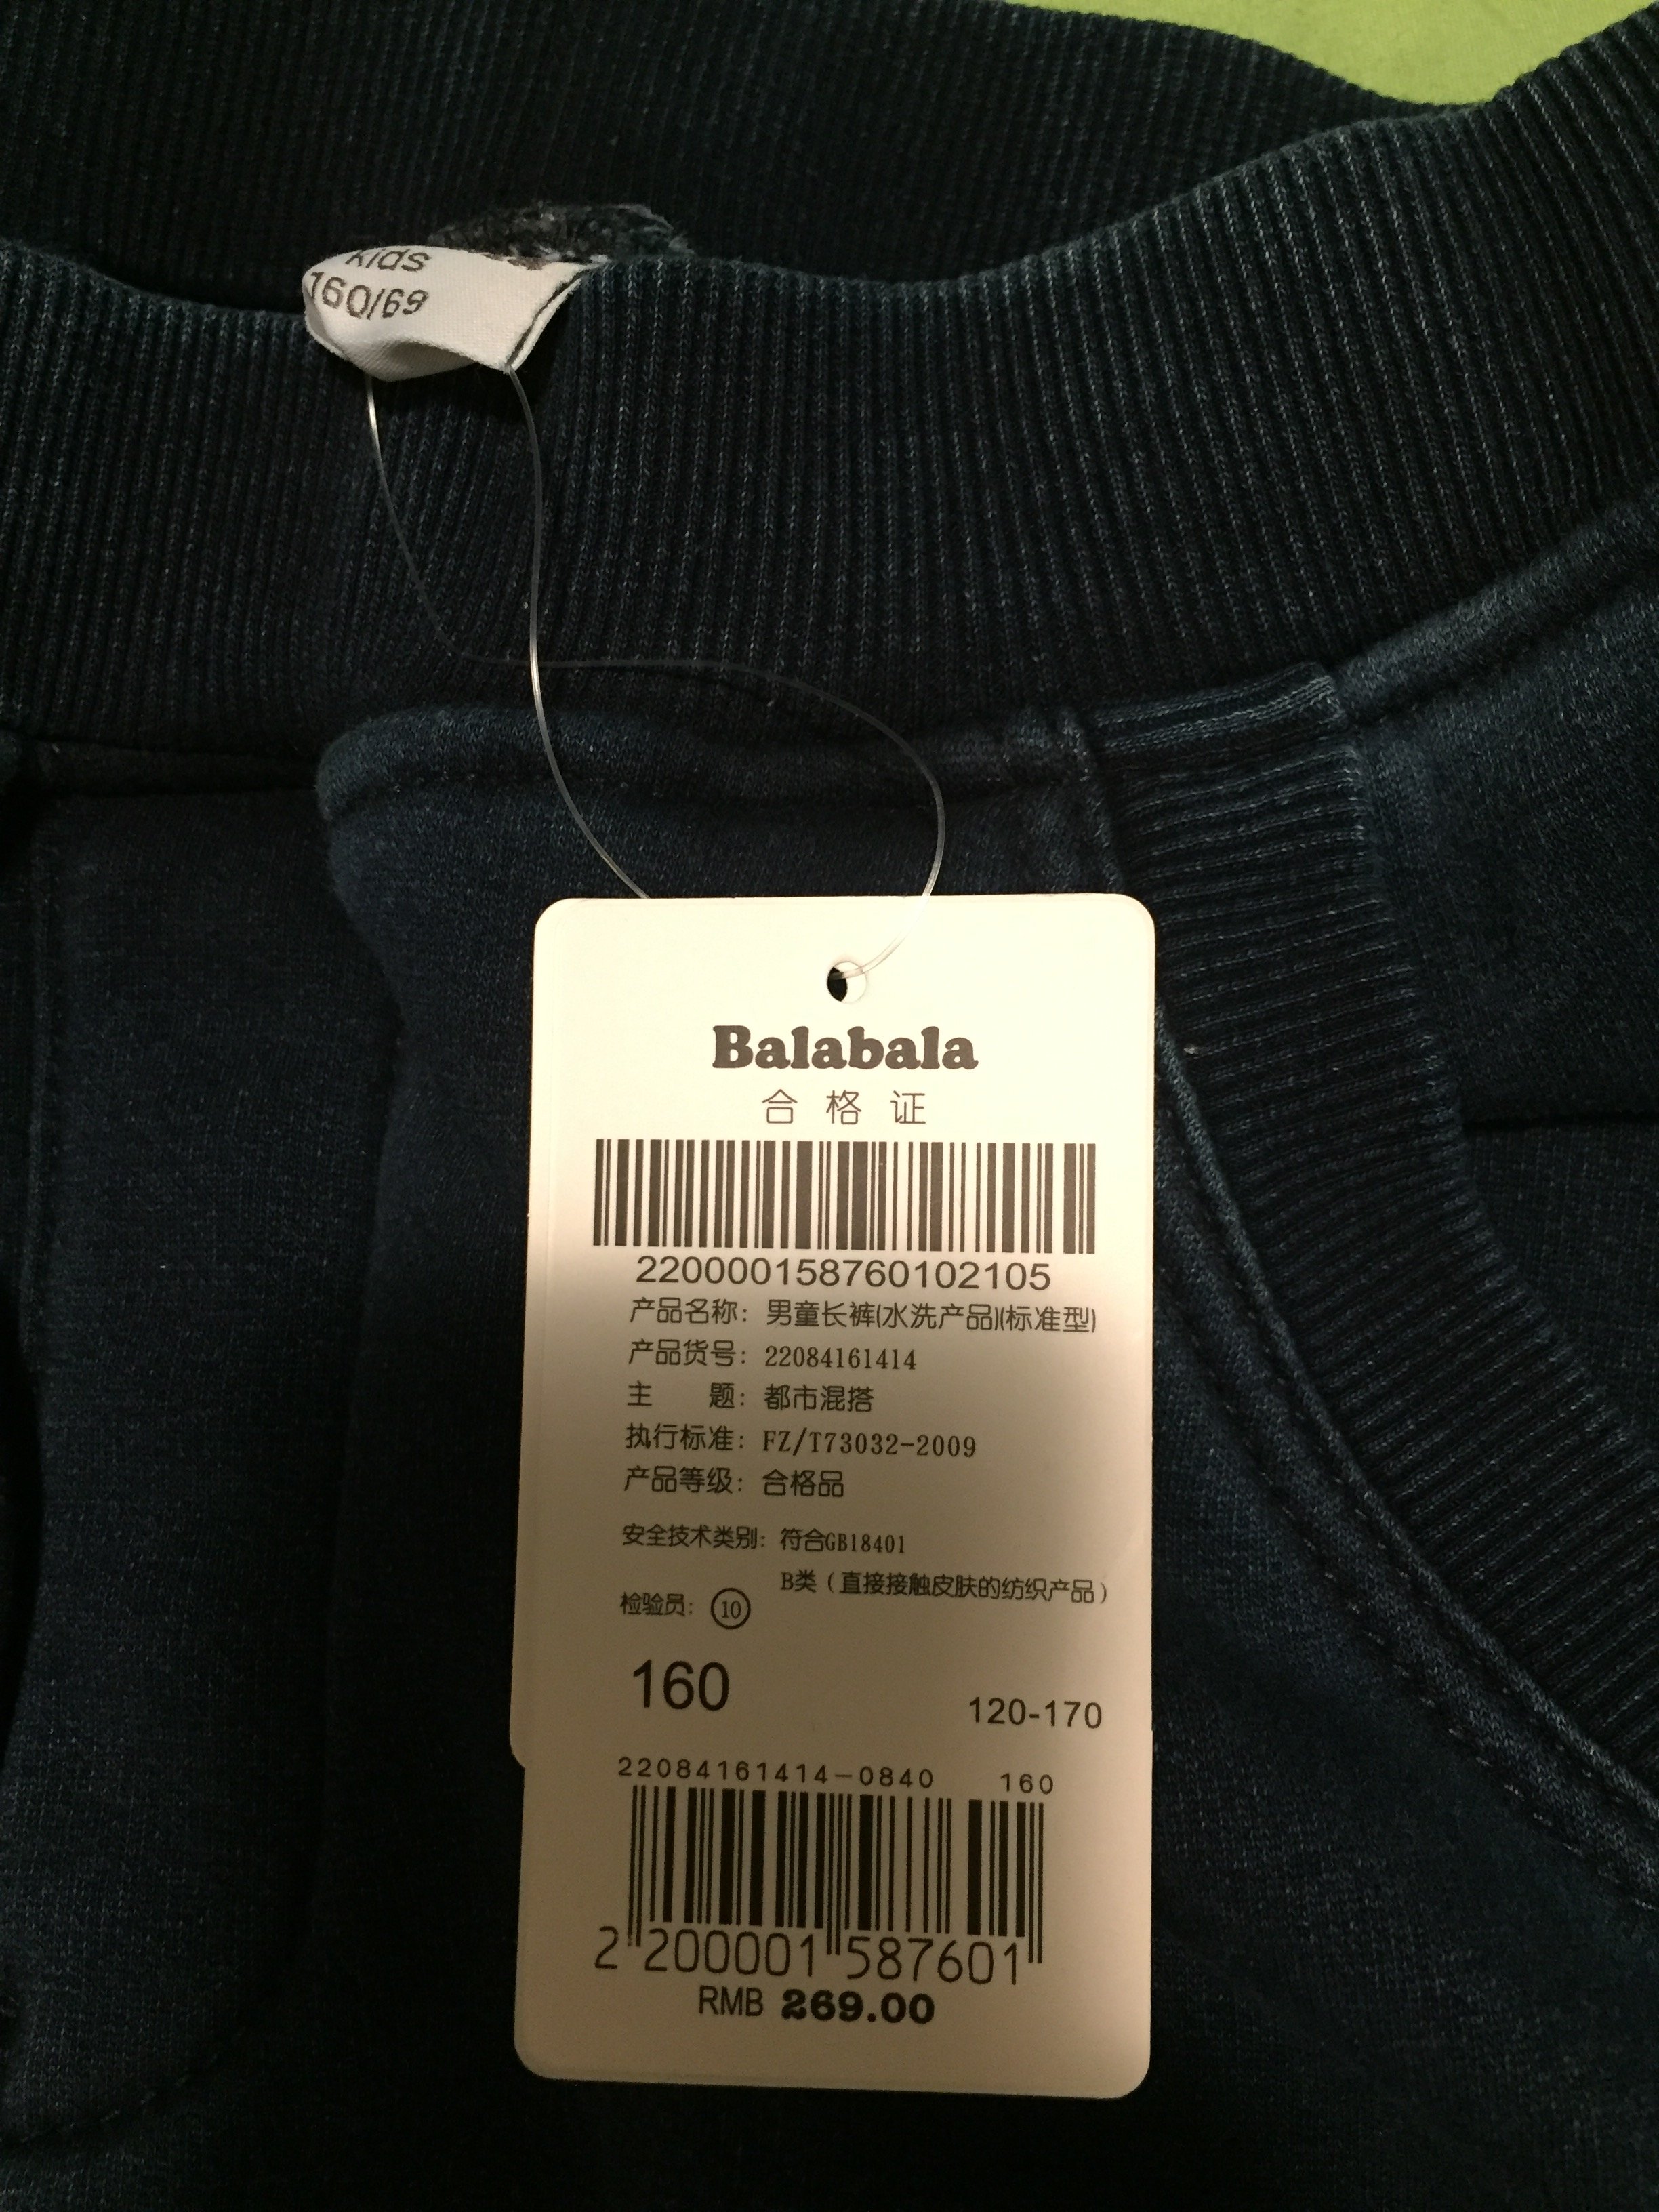 kids
160/69
Balabala
合格证
220000158760102105
产品名称：男童长裤(水洗产品)(标准型)
产品货号：22084161414
主题：都市混搭
执行标准：FZ/T73032-2009
产品等级：合格品
安全技术类别：符合GB18401
B类（直接接触皮肤的纺织产品）
检验员：⑩
160 120-170
22084161414-0840 160
2 200001 587601
RMB 269.00